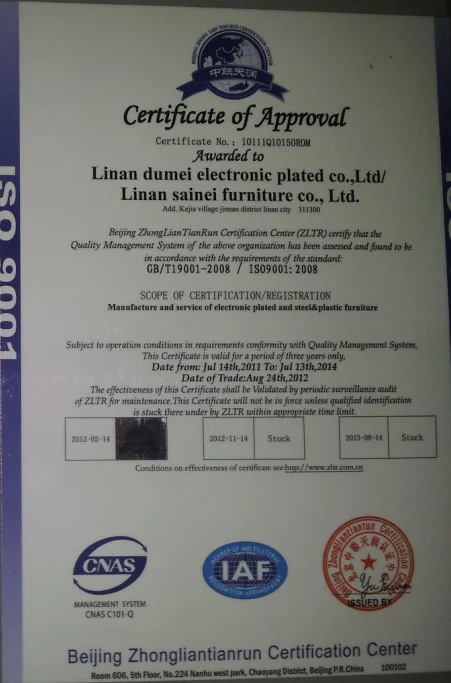 中联天润
Certificate of Approval
Certificate No.: 10111Q10150ROM
Awarded to
Linan dumei electronic plated co.,Ltd/
Linan sainei furniture co., Ltd.
Add.:Kejia village jinnan district linan city 311300
Beijing ZhongLianTianRun Certification Center (ZLTR) certify that the
Quality Management System of the above organization has been assessed and found to be
in accordance with the requirements of the standard:
GB/T19001-2008 / ISO9001:2008
SCOPE OF CERTIFICATION/REGISTRATION
Manufacture and service of electronic plated and steel&plastic furniture
Subject to operation conditions in requirements conformity with Quality Management System,
This Certificate is valid for a period of three years only,
Date from: Jul 14th,2011 To: Jul 13th,2014
Date of Trade:Aug 24th,2012
The effectiveness of this Certificate shall be Validated by periodic surveillance audit
of ZLTR for maintenance.This Certificate will not be in force unless qualified identification
is stuck there under by ZLTR within appropriate time limit.
2012-02-14 2012-11-14 Stuck 2013-08-14 Stuck
Conditions on effectiveness of certificate see:http://www.zltr.com.cn
ISO 9001
CNAS
MANAGEMENT SYSTEM
CNAS C101-Q
MEMBER OF MULTILATERAL
IAF
RECOGNITION ARRANGEMENT
Beijing Zhongliantianrun Certification
ISSUED BY
Beijing Zhongliantianrun Certification Center
Room 606, 5th Floor, No.224 Nanhu west park, Chaoyang District, Beijing P.R.China 100102